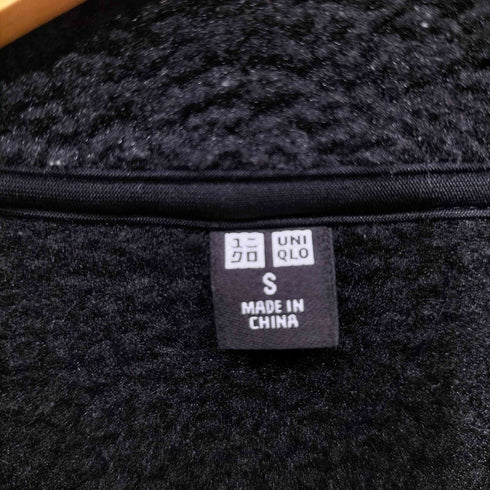 ユニ UNI
クロ QLO
S
MADE IN
CHINA